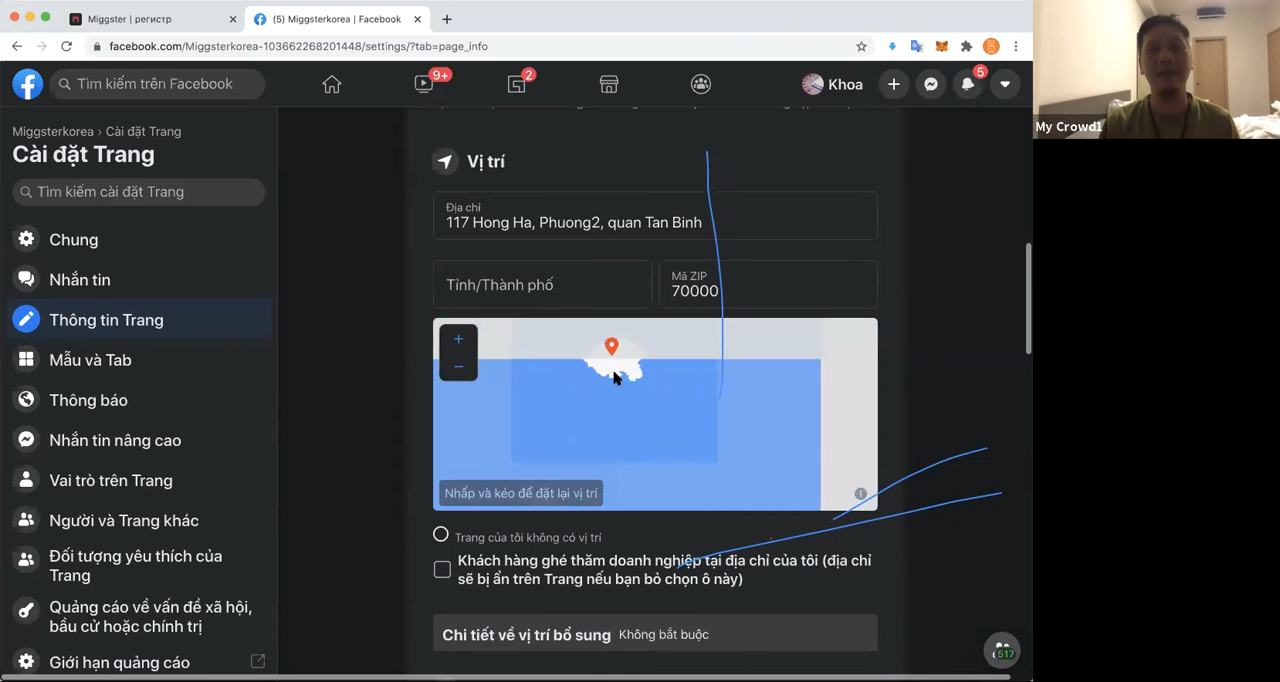 Miggster | регистр
(5) Miggsterkorea | Facebook
facebook.com/Miggsterkorea-103662268201448/settings/?tab=page_info
Tìm kiếm trên Facebook
9+
2
Khoa
5
My Crowd1
Miggsterkorea › Cài đặt Trang
Cài đặt Trang
Tìm kiếm cài đặt Trang
Chung
Nhắn tin
Thông tin Trang
Mẫu và Tab
Thông báo
Nhắn tin nâng cao
Vai trò trên Trang
Người và Trang khác
Đối tượng yêu thích của
Trang
Quảng cáo về vấn đề xã hội,
bầu cử hoặc chính trị
Giới hạn quảng cáo
Vị trí
Địa chỉ
117 Hong Ha, Phuong2, quan Tan Binh
Tỉnh/Thành phố
Mã ZIP
70000
+
−
Nhấp và kéo để đặt lại vị trí
Trang của tôi không có vị trí
Khách hàng ghé thăm doanh nghiệp tại địa chỉ của tôi (địa chỉ
sẽ bị ẩn trên Trang nếu bạn bỏ chọn ô này)
Chi tiết về vị trí bổ sung Không bắt buộc
517